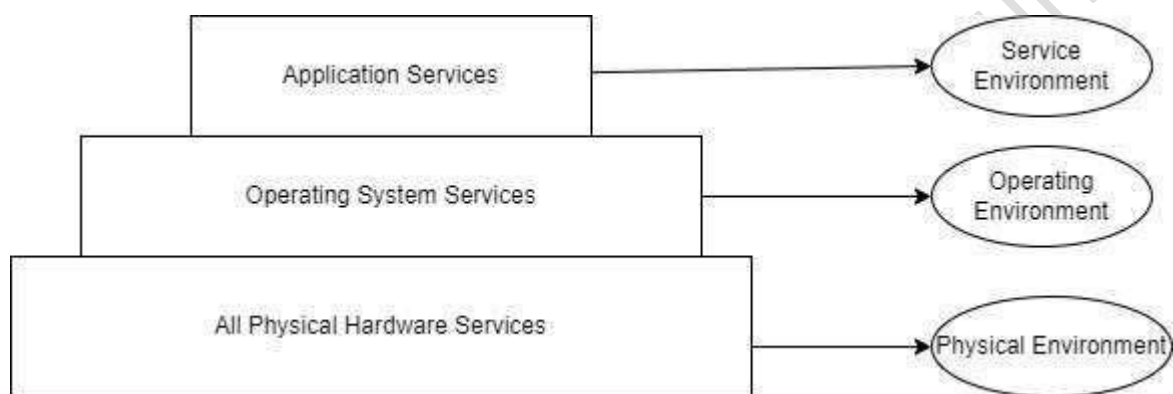 Application Services
Service
Environment
Operating System Services
Operating
Environment
All Physical Hardware Services
Physical Environment